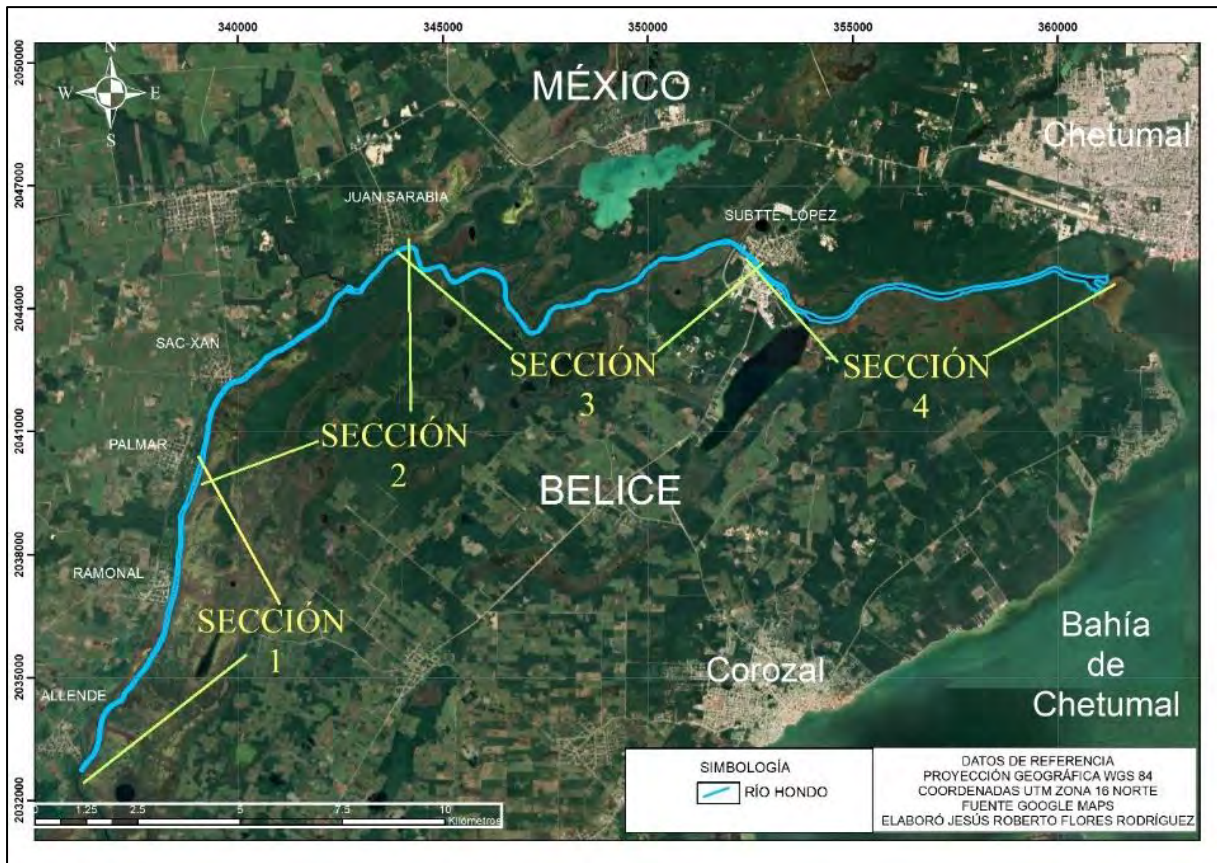 340000
345000
350000
355000
360000
2050000
2047000
2044000
2041000
2038000
2035000
2032000
N
W
E
S
MÉXICO
Chetumal
JUAN SARABIA
SUBTTE. LÓPEZ
SAC-XAN
SECCIÓN
3
SECCIÓN
4
PALMAR
SECCIÓN
2
BELICE
RAMONAL
SECCIÓN
1
ALLENDE
Corozal
Bahía
de
Chetumal
0 1.25 2.5 5 7.5 10
Kilómetros
SIMBOLOGÍA
RÍO HONDO
DATOS DE REFERENCIA
PROYECCIÓN GEOGRÁFICA WGS 84
COORDENADAS UTM ZONA 16 NORTE
FUENTE GOOGLE MAPS
ELABORÓ JESÚS ROBERTO FLORES RODRÍGUEZ